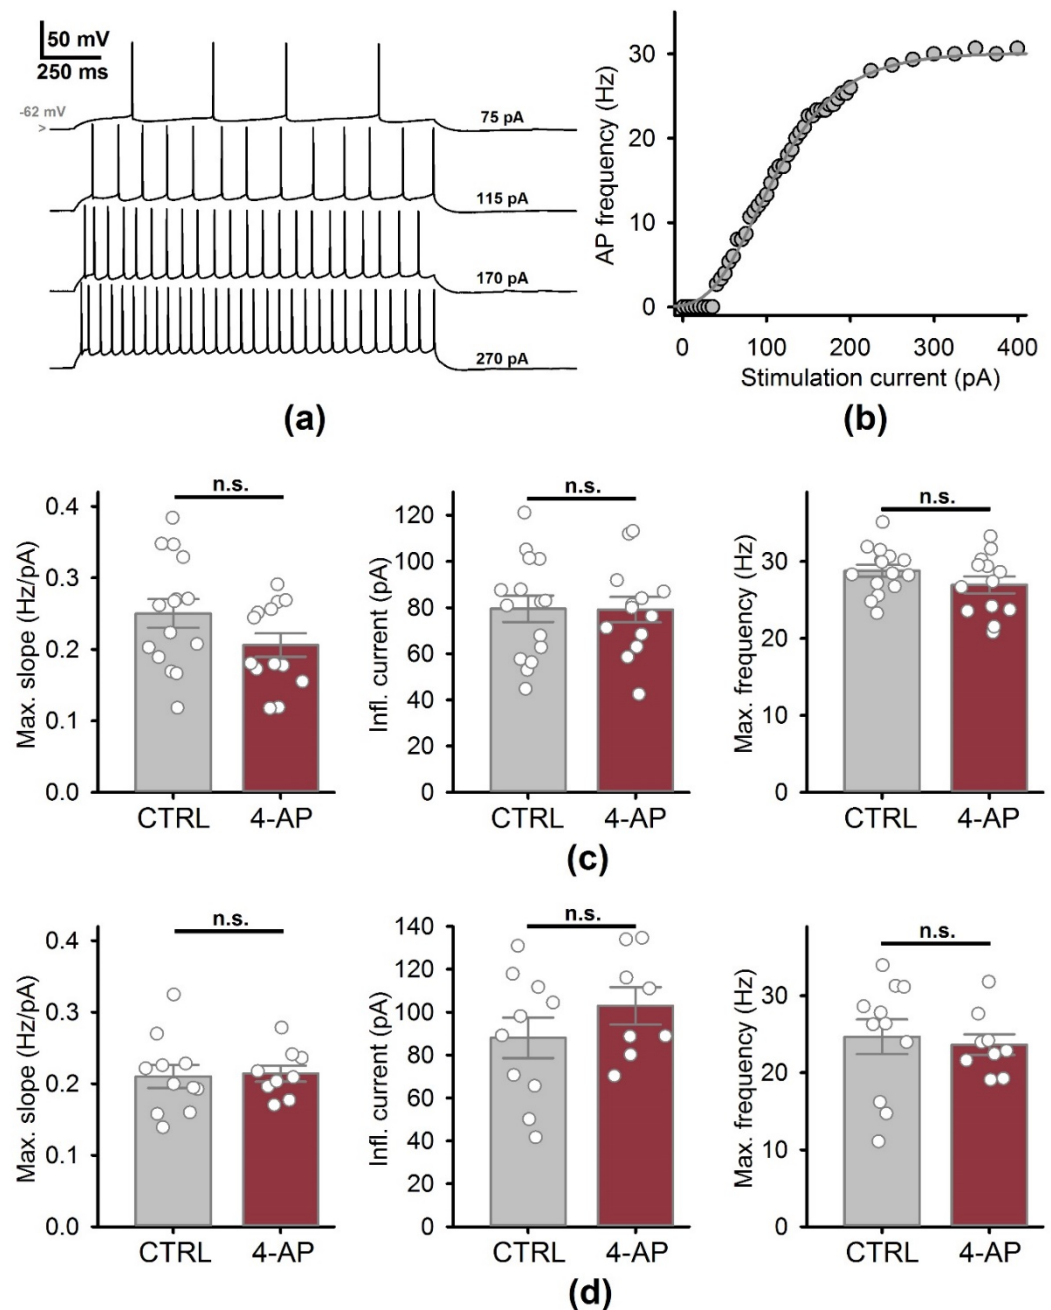 50 mV
250 ms
-62 mV
>
75 pA
115 pA
170 pA
270 pA
(a)
AP frequency (Hz)
30
20
10
0
0 100 200 300 400
Stimulation current (pA)
(b)
Max. slope (Hz/pA)
0.4
0.3
0.2
0.1
0.0
n.s.
CTRL 4-AP
Infl. current (pA)
120
100
80
60
40
20
0
n.s.
CTRL 4-AP
Max. frequency (Hz)
30
20
10
0
n.s.
CTRL 4-AP
(c)
Max. slope (Hz/pA)
0.4
0.3
0.2
0.1
0.0
n.s.
CTRL 4-AP
Infl. current (pA)
140
120
100
80
60
40
20
0
n.s.
CTRL 4-AP
Max. frequency (Hz)
30
20
10
0
n.s.
CTRL 4-AP
(d)